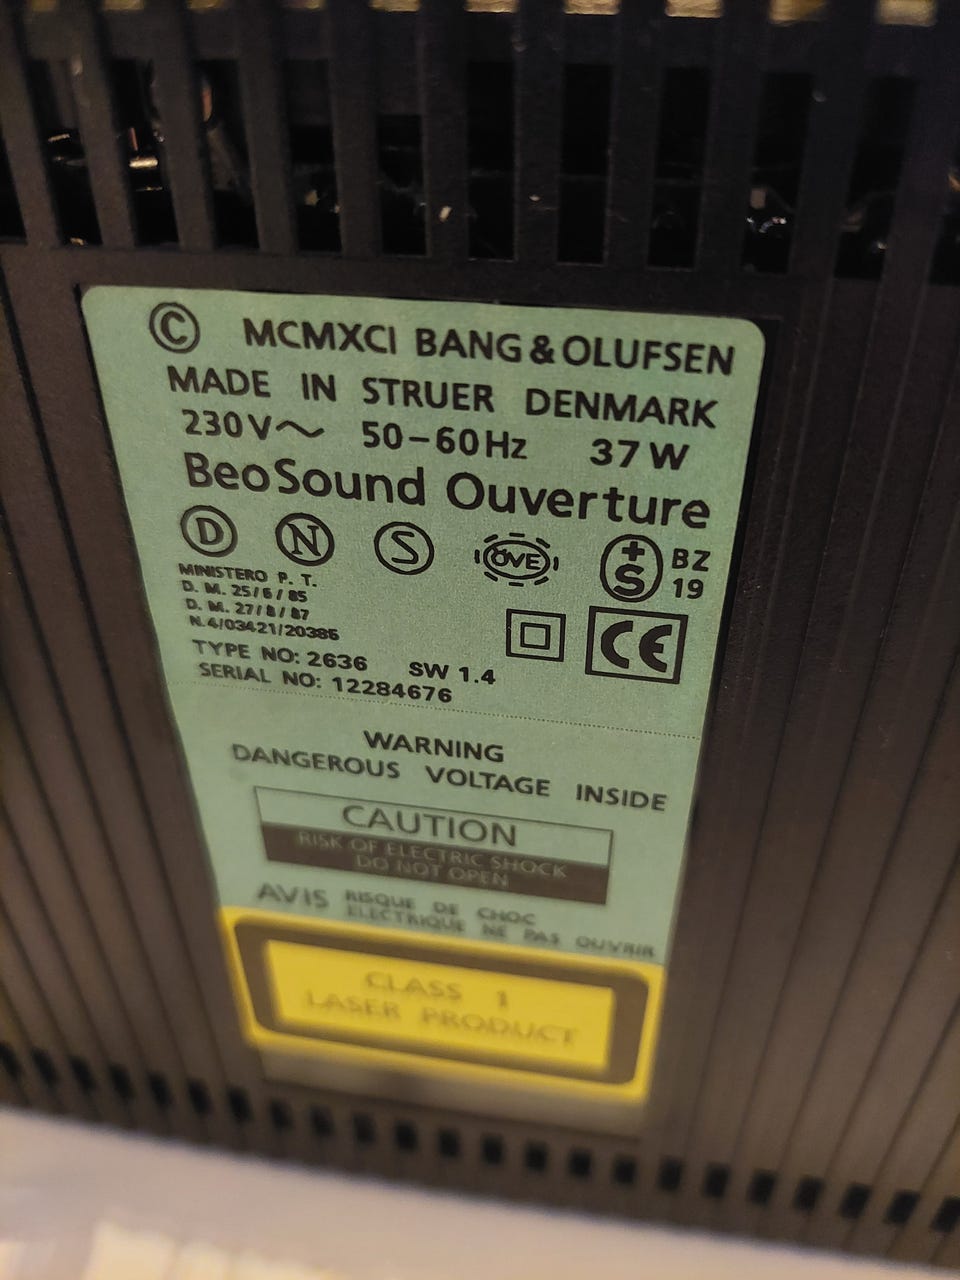 © MCMXCI BANG & OLUFSEN
MADE IN STRUER DENMARK
230V~ 50-60Hz 37W
BeoSound Ouverture
D N S ÖVE +S BZ 19
MINISTERO P. T.
D. M. 25/6/85
D. M. 27/8/87
N.4/03421/20386
CE
TYPE NO: 2636 SW 1.4
SERIAL NO: 12284676
WARNING
DANGEROUS VOLTAGE INSIDE
CAUTION
RISK OF ELECTRIC SHOCK
DO NOT OPEN
AVIS RISQUE DE CHOC
ELECTRIQUE NE PAS OUVRIR
CLASS 1
LASER PRODUCT